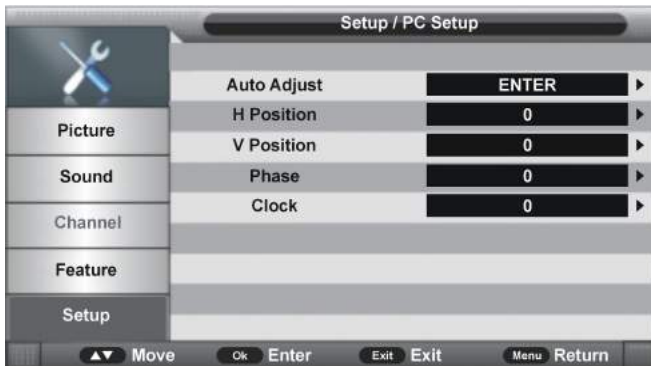 Setup / PC Setup
Auto Adjust ENTER
H Position 0
V Position 0
Phase 0
Clock 0
Picture
Sound
Channel
Feature
Setup
▲▼ Move Ok Enter Exit Exit Menu Return